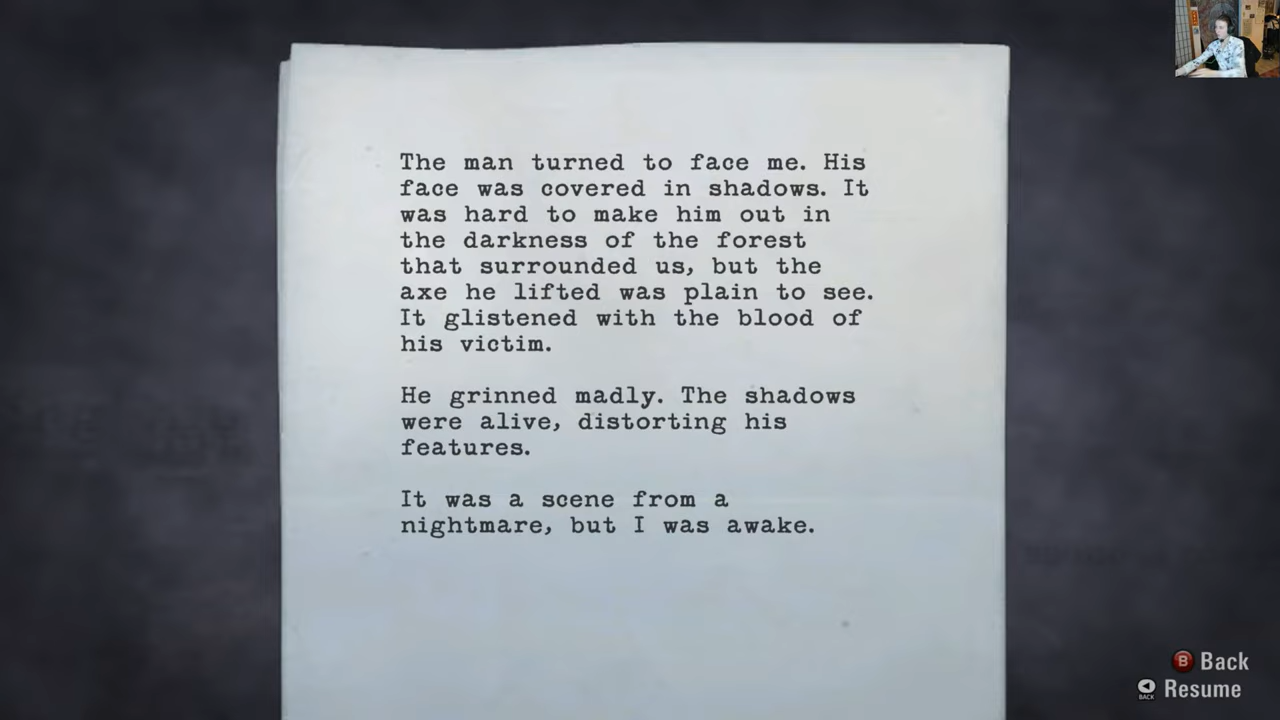 The man turned to face me. His
face was covered in shadows. It
was hard to make him out in
the darkness of the forest
that surrounded us, but the
axe he lifted was plain to see.
It glistened with the blood of
his victim.
He grinned madly. The shadows
were alive, distorting his
features.
It was a scene from a
nightmare, but I was awake.
B Back
BACK Resume